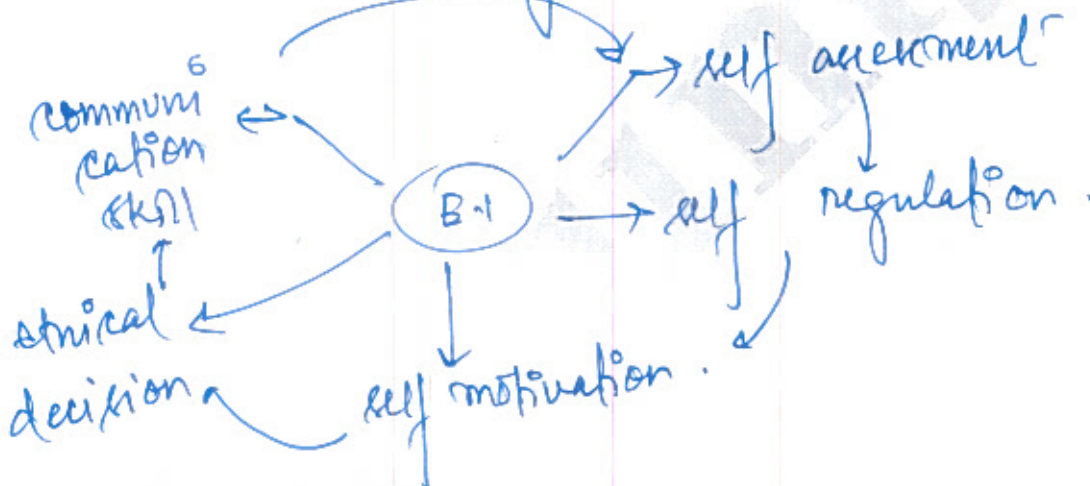 self assessment
6
communi
cation
skill
E.I
self regulation.
ethical
decision
self motivation.